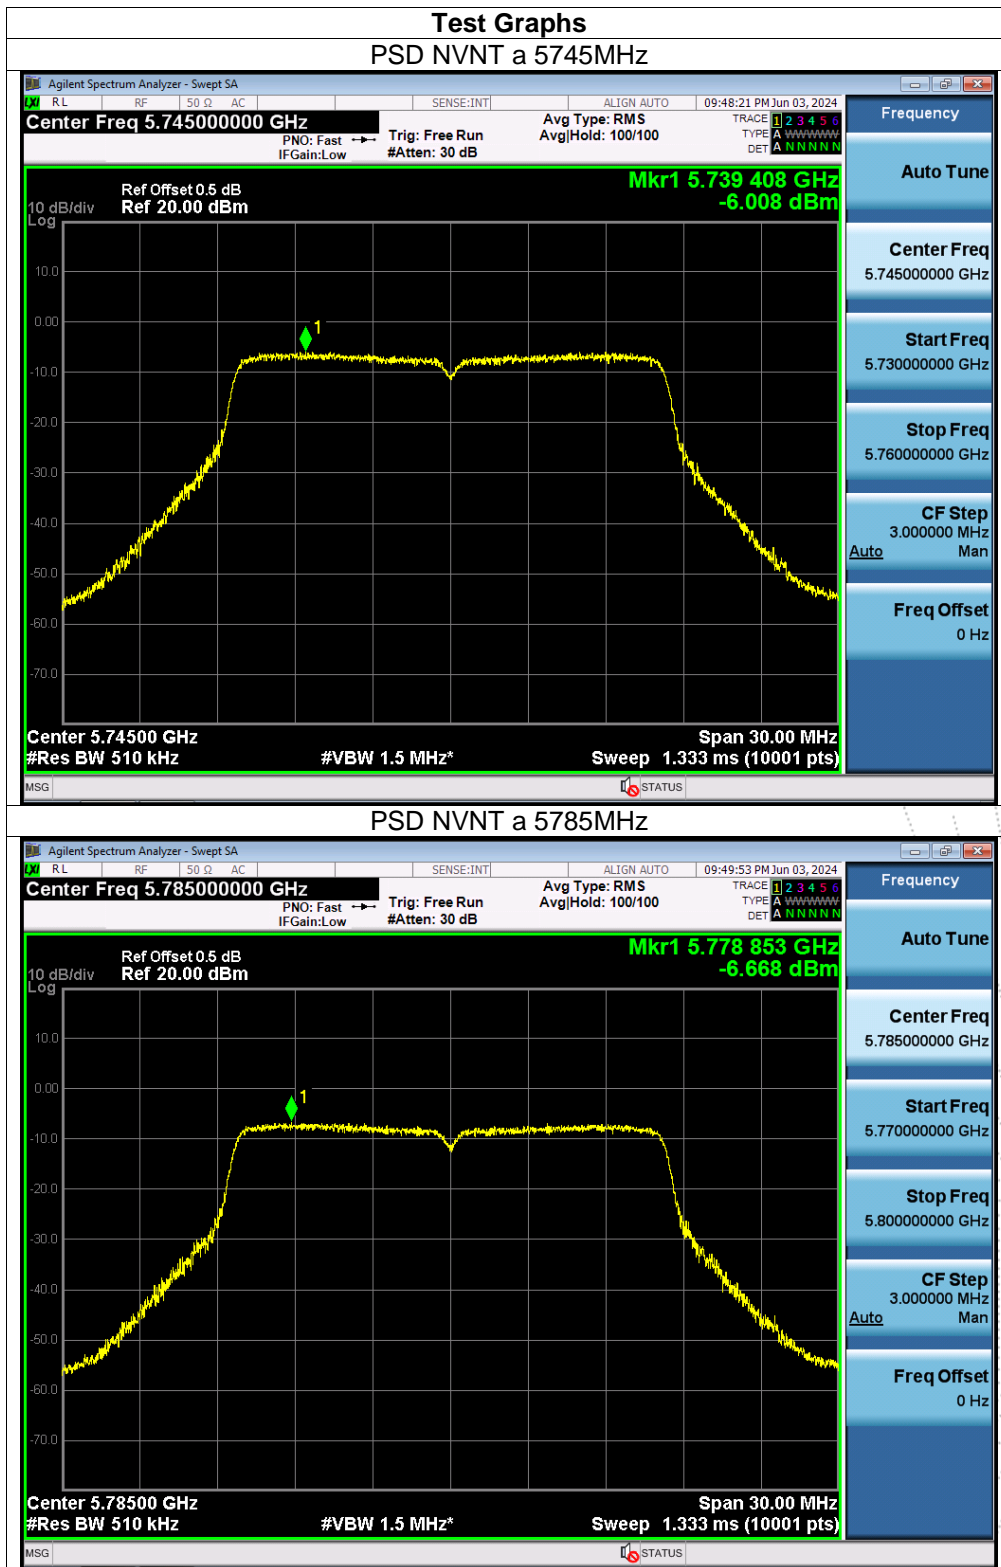 Test Graphs
PSD NVNT a 5745MHz
Agilent Spectrum Analyzer - Swept SA
LXI RL RF 50 Ω AC SENSE:INT ALIGN AUTO 09:48:21 PM Jun 03, 2024
Center Freq 5.745000000 GHz
PNO: Fast
IFGain:Low
Trig: Free Run
#Atten: 30 dB
Avg Type: RMS
Avg|Hold: 100/100
TRACE 1 2 3 4 5 6
TYPE A WWWWW
DET A N N N N N
Frequency
Auto Tune
Mkr1 5.739 408 GHz
-6.008 dBm
Ref Offset 0.5 dB
10 dB/div Ref 20.00 dBm
Log
10.0
0.00
-10.0
-20.0
-30.0
-40.0
-50.0
-60.0
-70.0
1
Center Freq
5.745000000 GHz
Start Freq
5.730000000 GHz
Stop Freq
5.760000000 GHz
CF Step
3.000000 MHz
Auto Man
Freq Offset
0 Hz
Center 5.74500 GHz Span 30.00 MHz
#Res BW 510 kHz #VBW 1.5 MHz* Sweep 1.333 ms (10001 pts)
MSG STATUS
PSD NVNT a 5785MHz
Agilent Spectrum Analyzer - Swept SA
LXI RL RF 50 Ω AC SENSE:INT ALIGN AUTO 09:49:53 PM Jun 03, 2024
Center Freq 5.785000000 GHz
PNO: Fast
IFGain:Low
Trig: Free Run
#Atten: 30 dB
Avg Type: RMS
Avg|Hold: 100/100
TRACE 1 2 3 4 5 6
TYPE A WWWWW
DET A N N N N N
Frequency
Auto Tune
Mkr1 5.778 853 GHz
-6.668 dBm
Ref Offset 0.5 dB
10 dB/div Ref 20.00 dBm
Log
10.0
0.00
-10.0
-20.0
-30.0
-40.0
-50.0
-60.0
-70.0
1
Center Freq
5.785000000 GHz
Start Freq
5.770000000 GHz
Stop Freq
5.800000000 GHz
CF Step
3.000000 MHz
Auto Man
Freq Offset
0 Hz
Center 5.78500 GHz Span 30.00 MHz
#Res BW 510 kHz #VBW 1.5 MHz* Sweep 1.333 ms (10001 pts)
MSG STATUS